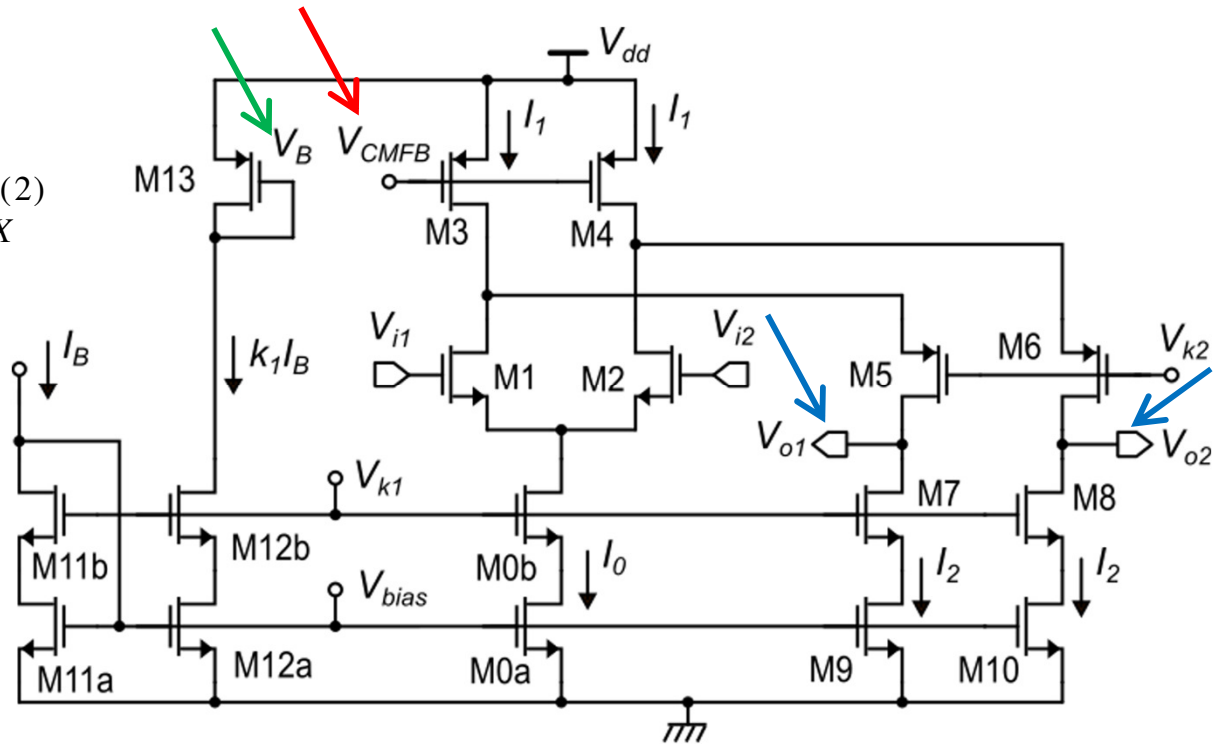 V_dd
I_1
I_1
V_B
V_CMFB
M13
(2)
X
M3
M4
V_i1
V_i2
I_B
k_1I_B
M1
M2
M5
M6
V_k2
V_o1
V_o2
V_k1
M7
M8
M11b
M12b
M0b
I_0
V_bias
I_2
I_2
M11a
M12a
M0a
M9
M10